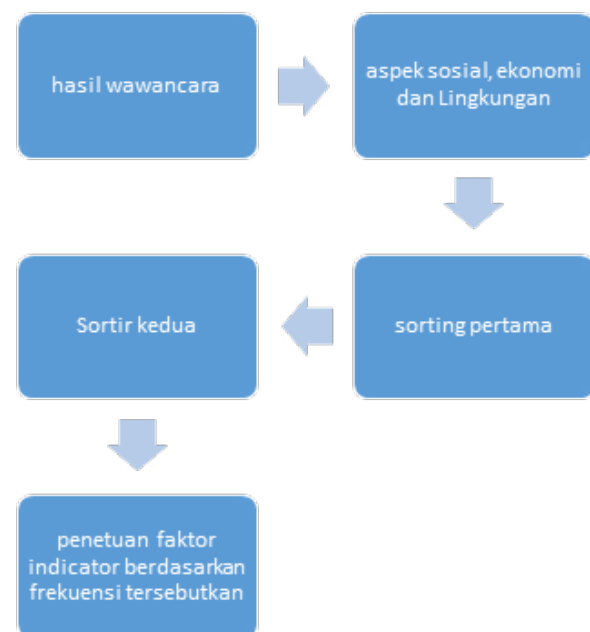 hasil wawancara
aspek sosial, ekonomi
dan Lingkungan
sorting pertama
Sortir kedua
penetuan faktor
indicator berdasarkan
frekuensi tersebutkan